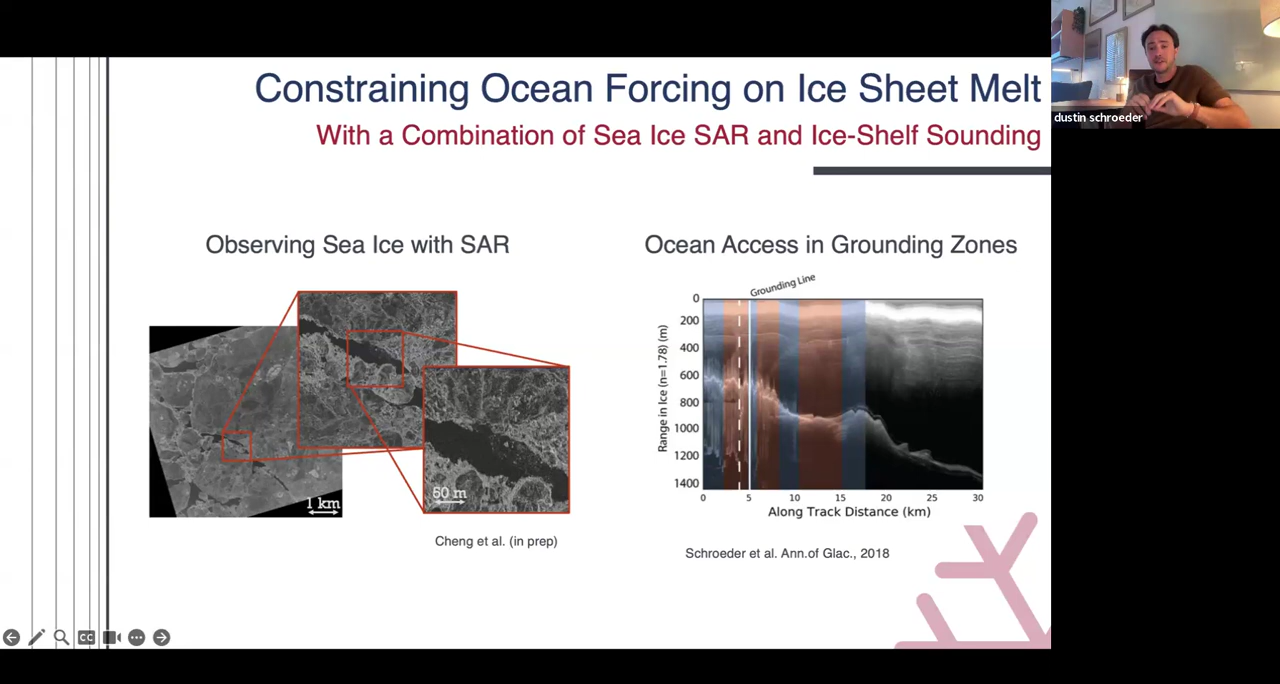 Constraining Ocean Forcing on Ice Sheet Melt
With a Combination of Sea Ice SAR and Ice-Shelf Sounding
dustin schroeder
Observing Sea Ice with SAR
1 km
50 m
Cheng et al. (in prep)
Ocean Access in Grounding Zones
Grounding Line
Range in Ice (n=1.78) (m)
0
200
400
600
800
1000
1200
1400
0 5 10 15 20 25 30
Along Track Distance (km)
Schroeder et al. Ann.of Glac., 2018
CC